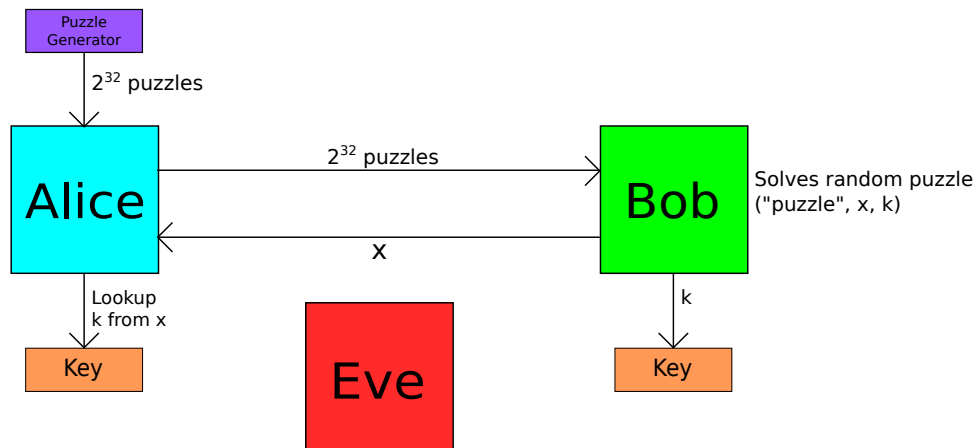 Puzzle
Generator
2³² puzzles
Alice
2³² puzzles
Bob
Solves random puzzle
("puzzle", x, k)
x
Lookup
k from x
k
Key
Eve
Key